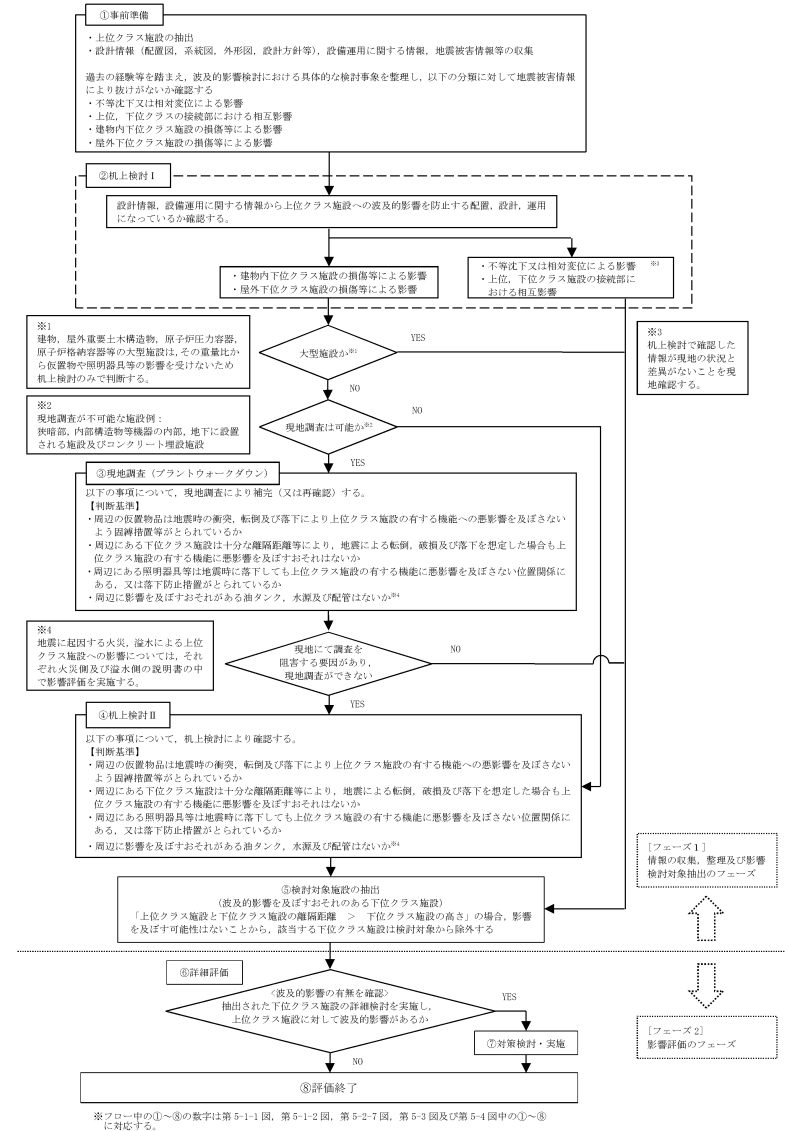 ①事前準備
・上位クラス施設の抽出
・設計情報（配置図，系統図，外形図，設計方針等），設備運用に関する情報，地震被害情報等の収集
過去の経験等を踏まえ，波及的影響検討における具体的な検討事象を整理し，以下の分類に対して地震被害情報
により抜けがないか確認する
・不等沈下又は相対変位による影響
・上位，下位クラスの接続部における相互影響
・建物内下位クラス施設の損傷等による影響
・屋外下位クラス施設の損傷等による影響
②机上検討Ⅰ
設計情報，設備運用に関する情報から上位クラス施設への波及的影響を防止する配置，設計，運用
になっているか確認する。
・建物内下位クラス施設の損傷等による影響
・屋外下位クラス施設の損傷等による影響
・不等沈下又は相対変位による影響　※3
・上位，下位クラス施設の接続部に
おける相互影響
※1
建物，屋外重要土木構造物，原子炉圧力容器，
原子炉格納容器等の大型施設は，その重量比か
ら仮置物や照明器具等の影響を受けないため
机上検討のみで判断する。
大型施設か※1
YES
NO
※3
机上検討で確認した
情報が現地の状況と
差異がないことを現
地確認する。
※2
現地調査が不可能な施設例：
狭暗部，内部構造物等機器の内部，地下に設置
される施設及びコンクリート埋設施設
現地調査は可能か※2
NO
YES
③現地調査（プラントウォークダウン）
以下の事項について，現地調査により補完（又は再確認）する。
【判断基準】
・周辺の仮置物品は地震時の衝突，転倒及び落下により上位クラス施設の有する機能への悪影響を及ぼさない
よう固縛措置等がとられているか
・周辺にある下位クラス施設は十分な離隔距離等により，地震による転倒，破損及び落下を想定した場合も上
位クラス施設の有する機能に悪影響を及ぼすおそれはないか
・周辺にある照明器具等は地震時に落下しても上位クラス施設の有する機能に悪影響を及ぼさない位置関係に
ある，又は落下防止措置がとられているか
・周辺に影響を及ぼすおそれがある油タンク，水源及び配管はないか※4
※4
地震に起因する火災，溢水による上位
クラス施設への影響については，それ
ぞれ火災側及び溢水側の説明書の中
で影響評価を実施する。
現地にて調査を
阻害する要因があり，
現地調査ができない
NO
YES
④机上検討Ⅱ
以下の事項について，机上検討により確認する。
【判断基準】
・周辺の仮置物品は地震時の衝突，転倒及び落下により上位クラス施設の有する機能への悪影響を及ぼさない
よう固縛措置等がとられているか
・周辺にある下位クラス施設は十分な離隔距離等により，地震による転倒，破損及び落下を想定した場合も上
位クラス施設の有する機能に悪影響を及ぼすおそれはないか
・周辺にある照明器具等は地震時に落下しても上位クラス施設の有する機能に悪影響を及ぼさない位置関係に
ある，又は落下防止措置がとられているか
・周辺に影響を及ぼすおそれがある油タンク，水源及び配管はないか※4
［フェーズ１］
情報の収集，整理及び影響
検討対象抽出のフェーズ
⑤検討対象施設の抽出
（波及的影響を及ぼすおそれのある下位クラス施設）
「上位クラス施設と下位クラス施設の離隔距離　＞　下位クラス施設の高さ」の場合，影響
を及ぼす可能性はないことから，該当する下位クラス施設は検討対象から除外する
⑥詳細評価
<波及的影響の有無を確認>
抽出された下位クラス施設の詳細検討を実施し，
上位クラス施設に対して波及的影響があるか
YES
NO
［フェーズ 2］
影響評価のフェーズ
⑦対策検討・実施
⑧評価終了
※フロー中の①～⑧の数字は第 5-1-1 図，第 5-1-2 図，第 5-2-7 図，第 5-3 図及び第 5-4 図中の①～⑧
に対応する。